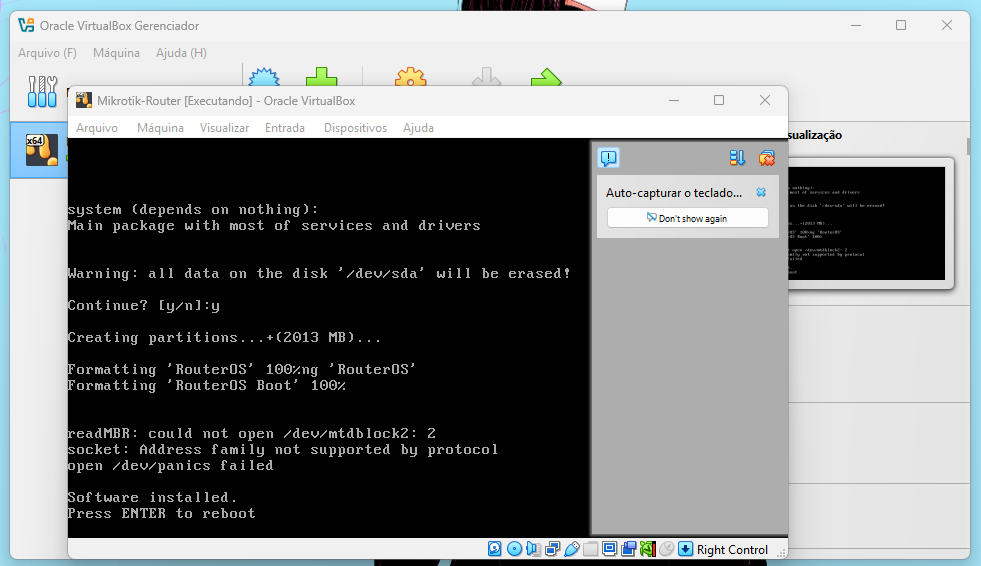 Oracle VirtualBox Gerenciador
Arquivo (F) Máquina Ajuda (H)
Mikrotik-Router [Executando] - Oracle VirtualBox
Arquivo Máquina Visualizar Entrada Dispositivos Ajuda
x64
sualização
system (depends on nothing):
Main package with most of services and drivers
Warning: all data on the disk '/dev/sda' will be erased!
Continue? [y/n]:y
Creating partitions...+(2013 MB)...
Formatting 'RouterOS' 100%ng 'RouterOS'
Formatting 'RouterOS Boot' 100%
readMBR: could not open /dev/mtdblock2: 2
socket: Address family not supported by protocol
open /dev/panics failed
Software installed.
Press ENTER to reboot
Auto-capturar o teclado...
Don't show again
Right Control